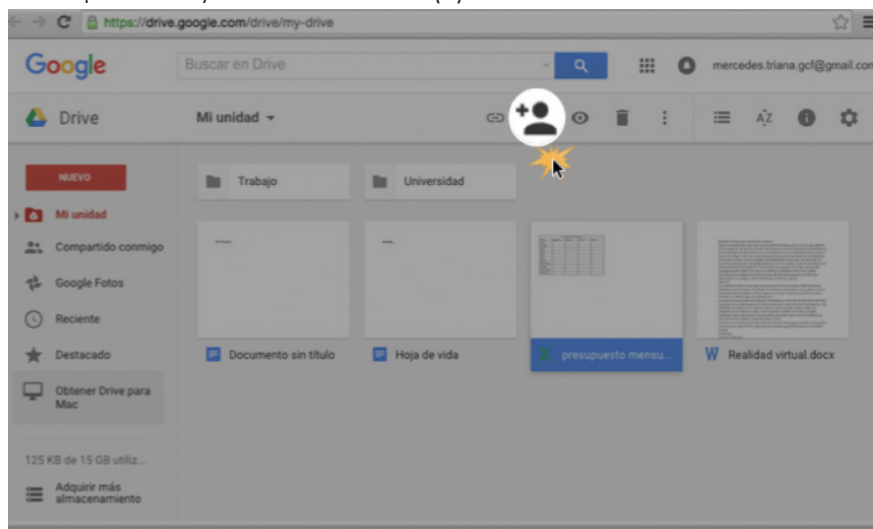 https://drive.google.com/drive/my-drive
Google
Buscar en Drive
mercedes.triana.gcf@gmail.com
Drive
Mi unidad
AZ
NUEVO
Trabajo
Universidad
Mi unidad
Compartido conmigo
Google Fotos
Reciente
Destacado
Obtener Drive para
Mac
Documento sin título
Hoja de vida
presupuesto mensu...
W Realidad virtual.docx
125 KB de 15 GB utiliz...
Adquirir más
almacenamiento